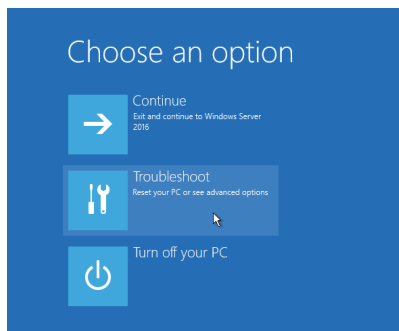 Choose an option
Continue
Exit and continue to Windows Server
2016
Troubleshoot
Reset your PC or see advanced options
Turn off your PC